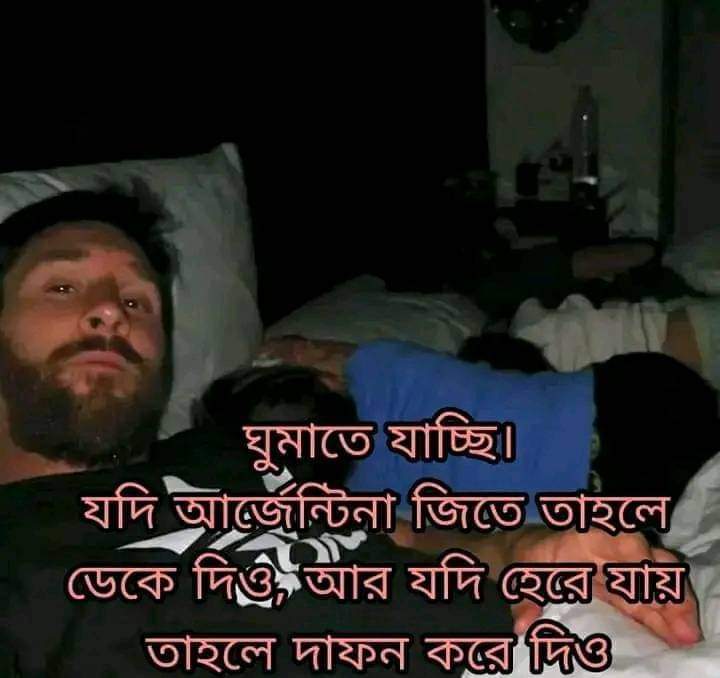 ঘুমাতে যাচ্ছি।
যদি আর্জেন্টিনা জিতে তাহলে
ডেকে দিও, আর যদি হেরে যায়
তাহলে দাফন করে দিও